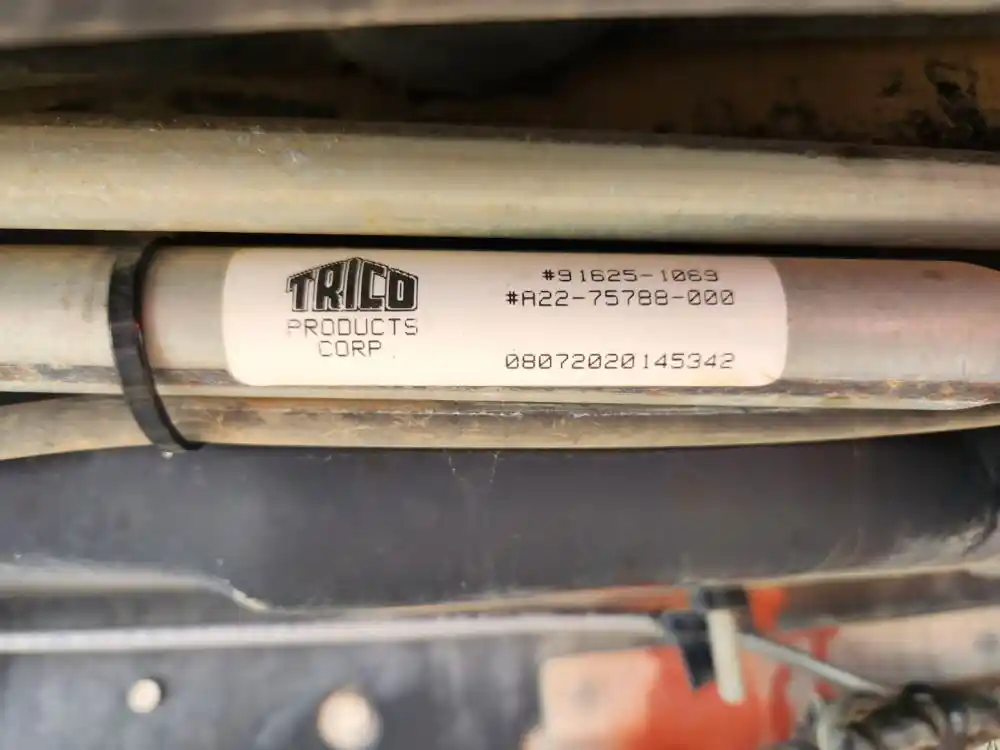 TRICO
PRODUCTS
CORP
#91625-1069
#A22-75788-000
08072020145342